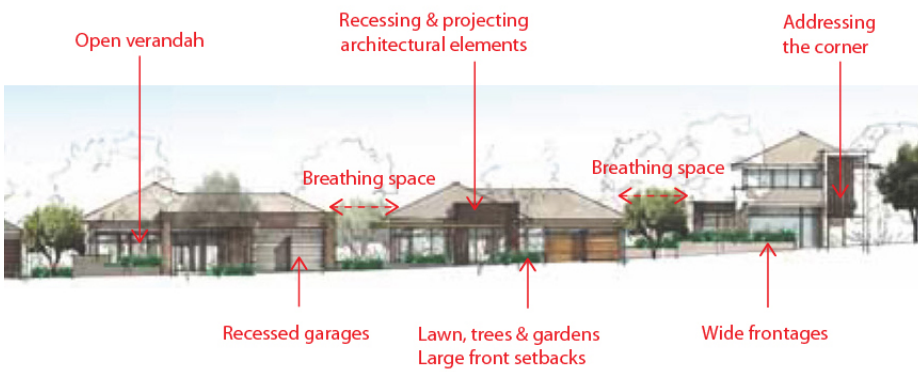 Open verandah
Recessing & projecting
architectural elements
Addressing
the corner
Breathing space
Breathing space
Recessed garages
Lawn, trees & gardens
Large front setbacks
Wide frontages